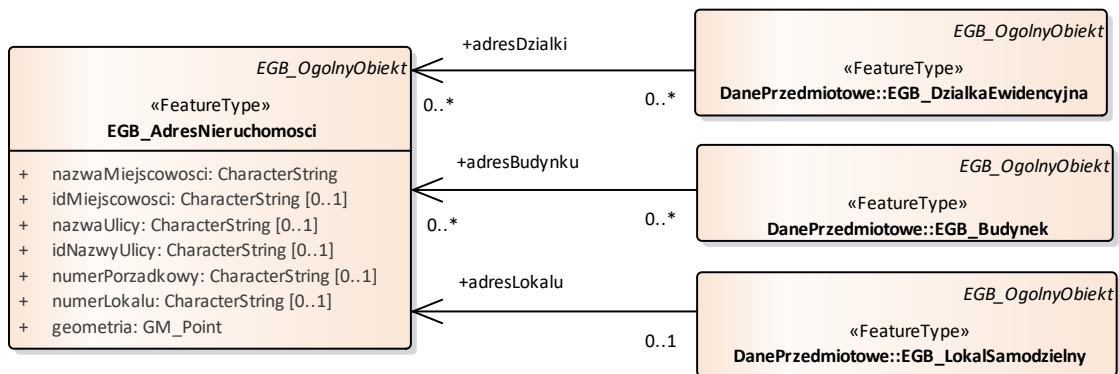 EGB_OgolnyObiekt
«FeatureType»
EGB_AdresNieruchomosci
+ nazwaMiejscowosci: CharacterString
+ idMiejscowosci: CharacterString [0..1]
+ nazwaUlicy: CharacterString [0..1]
+ idNazwyUlicy: CharacterString [0..1]
+ numerPorzadkowy: CharacterString [0..1]
+ numerLokalu: CharacterString [0..1]
+ geometria: GM_Point
+adresDzialki
0..*
0..*
EGB_OgolnyObiekt
«FeatureType»
DanePrzedmiotowe::EGB_DzialkaEwidencyjna
+adresBudynku
0..*
0..*
EGB_OgolnyObiekt
«FeatureType»
DanePrzedmiotowe::EGB_Budynek
+adresLokalu
0..1
EGB_OgolnyObiekt
«FeatureType»
DanePrzedmiotowe::EGB_LokalSamodzielny